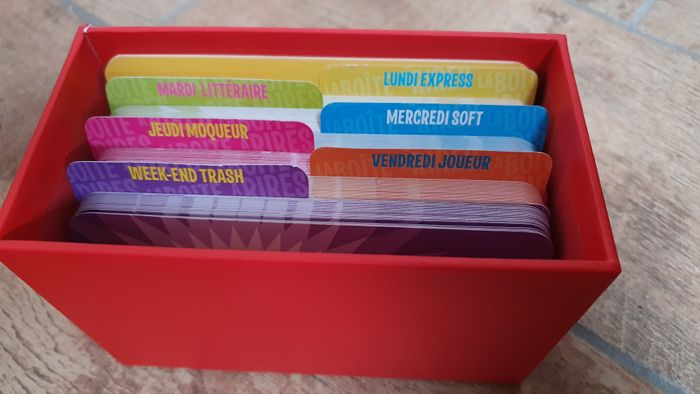 LUNDI EXPRESS
MARDI LITTÉRAIRE
MERCREDI SOFT
JEUDI MOQUEUR
VENDREDI JOUEUR
WEEK-END TRASH